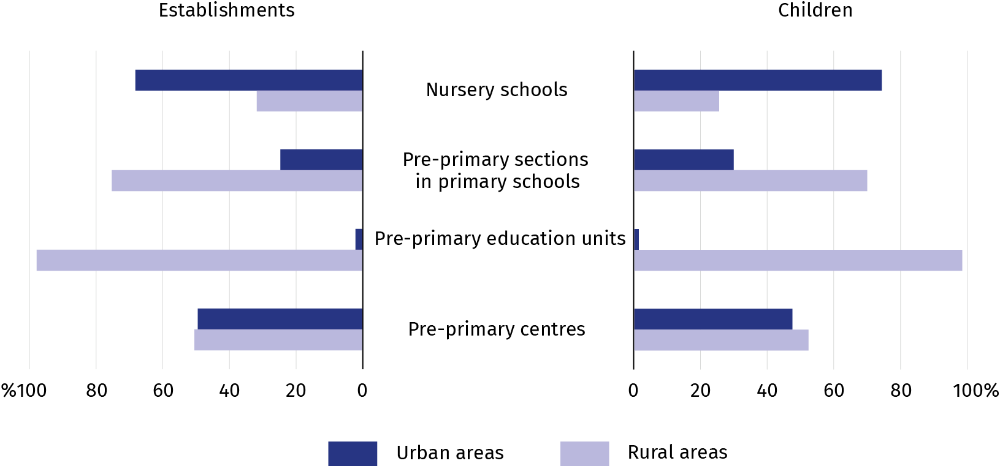 Establishments
Children
Nursery schools
Pre-primary sections
in primary schools
Pre-primary education units
Pre-primary centres
%100 80 60 40 20 0
0 20 40 60 80 100%
Urban areas
Rural areas